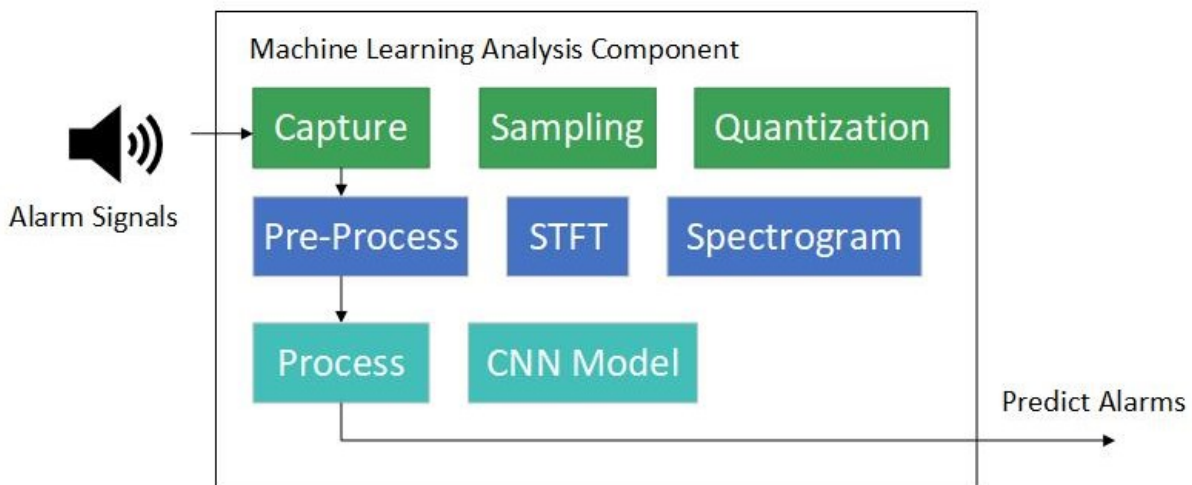 Machine Learning Analysis Component
Capture Sampling Quantization
Alarm Signals
Pre-Process STFT Spectrogram
Process CNN Model
Predict Alarms